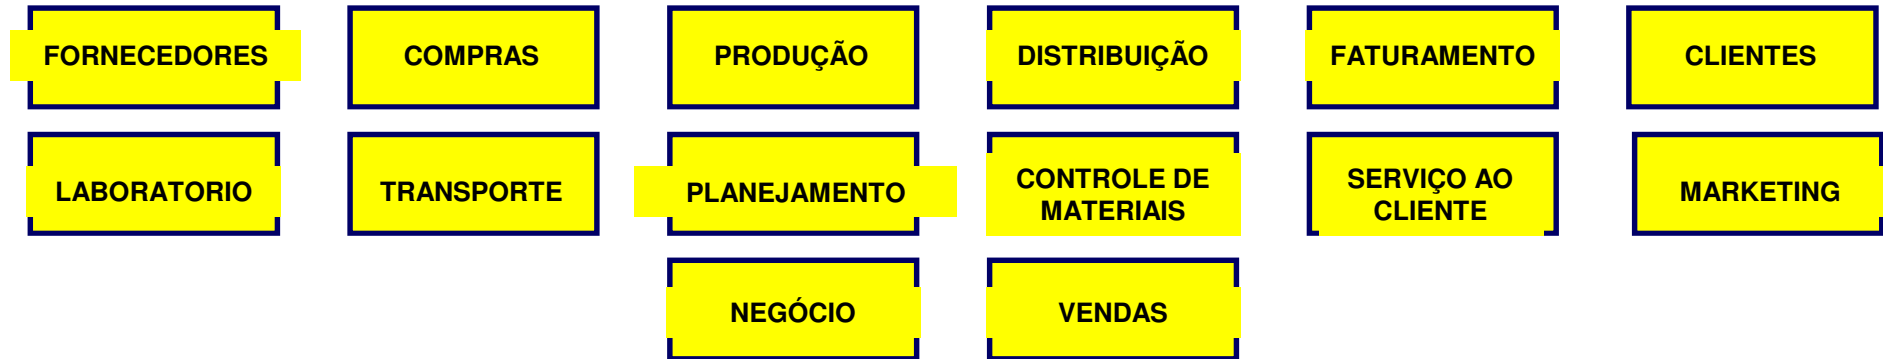 FORNECEDORES
COMPRAS
PRODUÇÃO
DISTRIBUIÇÃO
FATURAMENTO
CLIENTES
LABORATORIO
TRANSPORTE
PLANEJAMENTO
CONTROLE DE
MATERIAIS
SERVIÇO AO
CLIENTE
MARKETING
NEGÓCIO
VENDAS